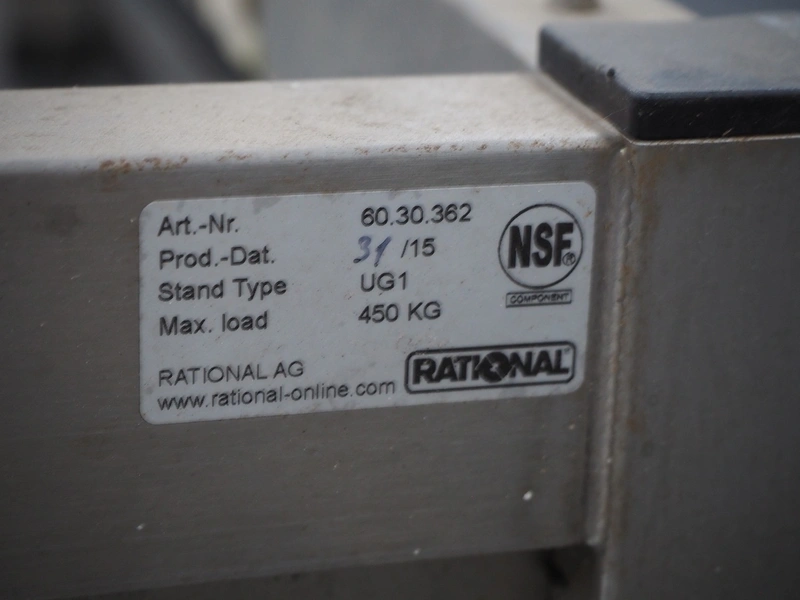 Art.-Nr. 60.30.362
Prod.-Dat. 31 /15
Stand Type UG1
Max. load 450 KG
NSF®
COMPONENT
RATIONAL AG
www.rational-online.com
RATIONAL